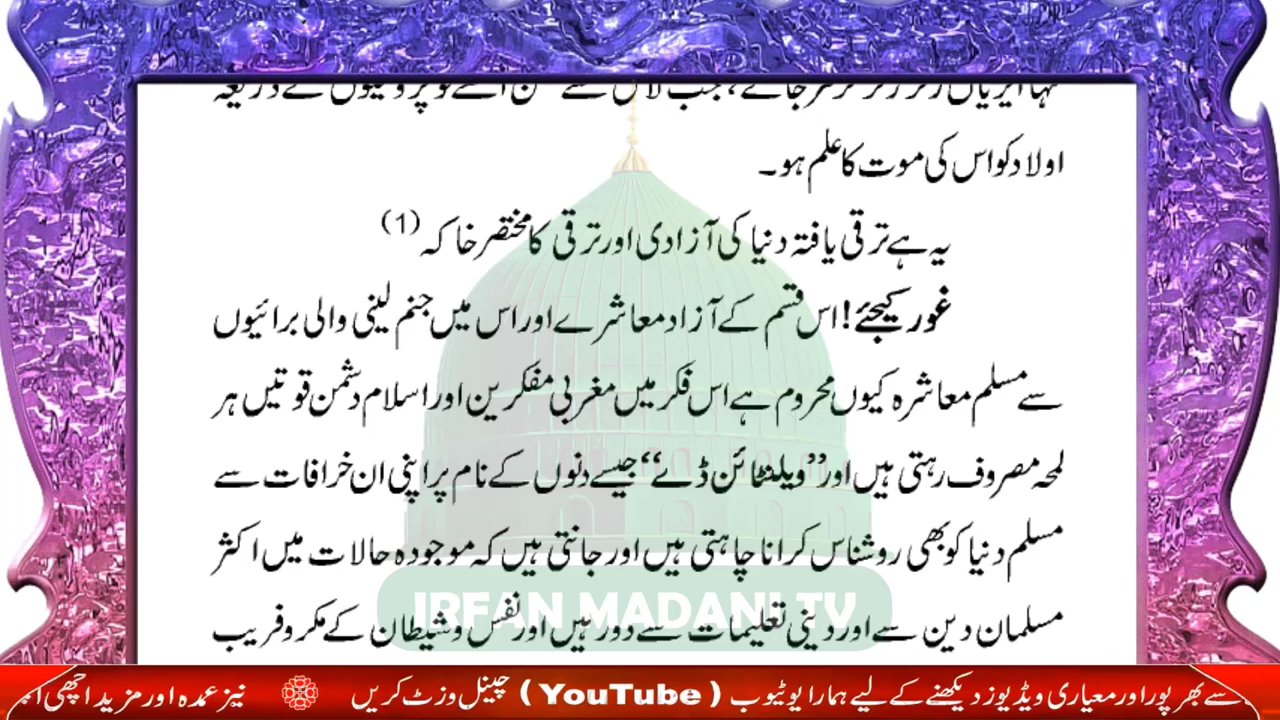 اولاد کو اس کی موت کا علم ہو۔
یہ ہے ترقی یافتہ دنیا کی آزادی اور ترقی کا مختصر خاکہ (1)
غور کیجئے! اس قسم کے آزاد معاشرے اور اس میں جنم لینی والی برائیوں
سے مسلم معاشرہ کیوں محروم ہے اس فکر میں مغربی مفکرین اور اسلام دشمن قوتیں ہر
لمحہ مصروف رہتی ہیں اور ”ویلنٹائن ڈے“ جیسے دنوں کے نام پر اپنی ان خرافات سے
مسلم دنیا کو بھی روشناس کرانا چاہتی ہیں اور جانتی ہیں کہ موجودہ حالات میں اکثر
مسلمان دین سے اور دینی تعلیمات سے دور ہیں اور نفس و شیطان کے مکر و فریب
IRFAN MADANI TV
سے بھر پور اور معیاری ویڈیوز دیکھنے کے لیے ہمارا یوٹیوب (YouTube) چینل وزٹ کریں نیز عمدہ اور مزید اچھی